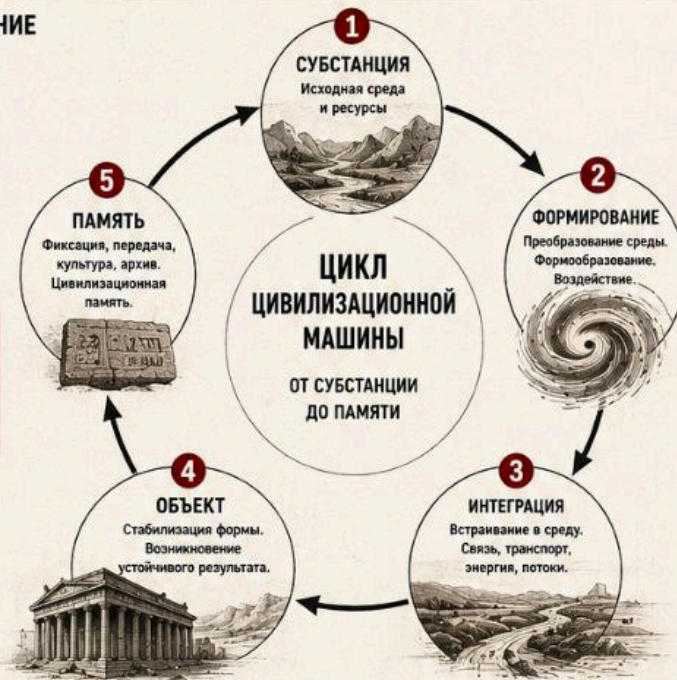 НИЕ
1
СУБСТАНЦИЯ
Исходная среда
и ресурсы
2
ФОРМИРОВАНИЕ
Преобразование среды.
Формообразование.
Воздействие.
3
ИНТЕГРАЦИЯ
Встраивание в среду.
Связь, транспорт,
энергия, потоки.
4
ОБЪЕКТ
Стабилизация формы.
Возникновение
устойчивого результата.
5
ПАМЯТЬ
Фиксация, передача,
культура, архив.
Цивилизационная
память.
ЦИКЛ
ЦИВИЛИЗАЦИОННОЙ
МАШИНЫ
ОТ СУБСТАНЦИИ
ДО ПАМЯТИ